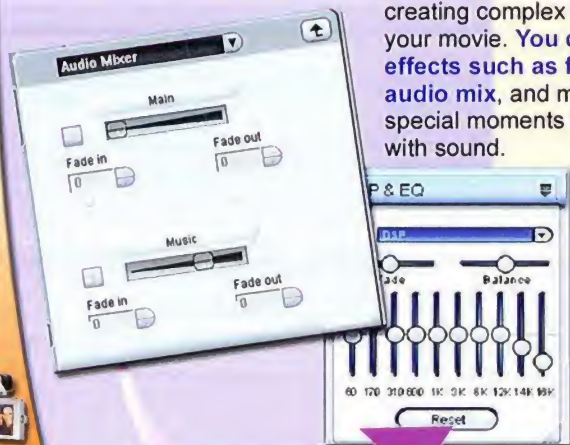 creating complex
your movie. You
effects such as
audio mix, and
special moments
with sound.
Audio Mixer
Main
Fade in
Fade out
0
0
Music
Fade in
Fade out
0
0
P & EQ
DSP
ade
Balance
60 170 310 600 1K 3K 6K 12K 14K 16K
Reset